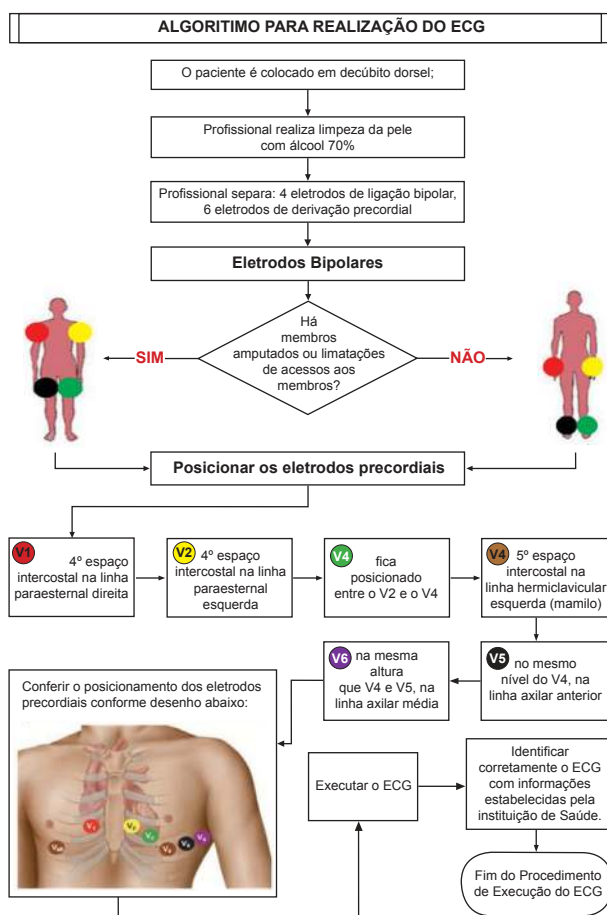 ALGORITIMO PARA REALIZAÇÃO DO ECG
O paciente é colocado em decúbito dorsel;
Profissional realiza limpeza da pele
com álcool 70%
Profissional separa: 4 eletrodos de ligação bipolar,
6 eletrodos de derivação precordial
Eletrodos Bipolares
Há
membros
amputados ou limatações
de acessos aos
membros?
SIM
NÃO
Posicionar os eletrodos precordiais
V1
4º espaço
intercostal na linha
paraesternal direita
V2
4º espaço
intercostal na linha
paraesternal
esquerda
V4
fica
posicionado
entre o V2 e o V4
V4
5º espaço
intercostal na
linha hermiclavicular
esquerda (mamilo)
V5
no mesmo
nível do V4, na
linha axilar anterior
V6
na mesma
altura
que V4 e V5, na
linha axilar média
Conferir o posicionamento dos eletrodos
precordiais conforme desenho abaixo:
Executar o ECG
Identificar
corretamente o ECG
com informações
estabelecidas pela
instituição de Saúde.
Fim do Procedimento
de Execução do ECG